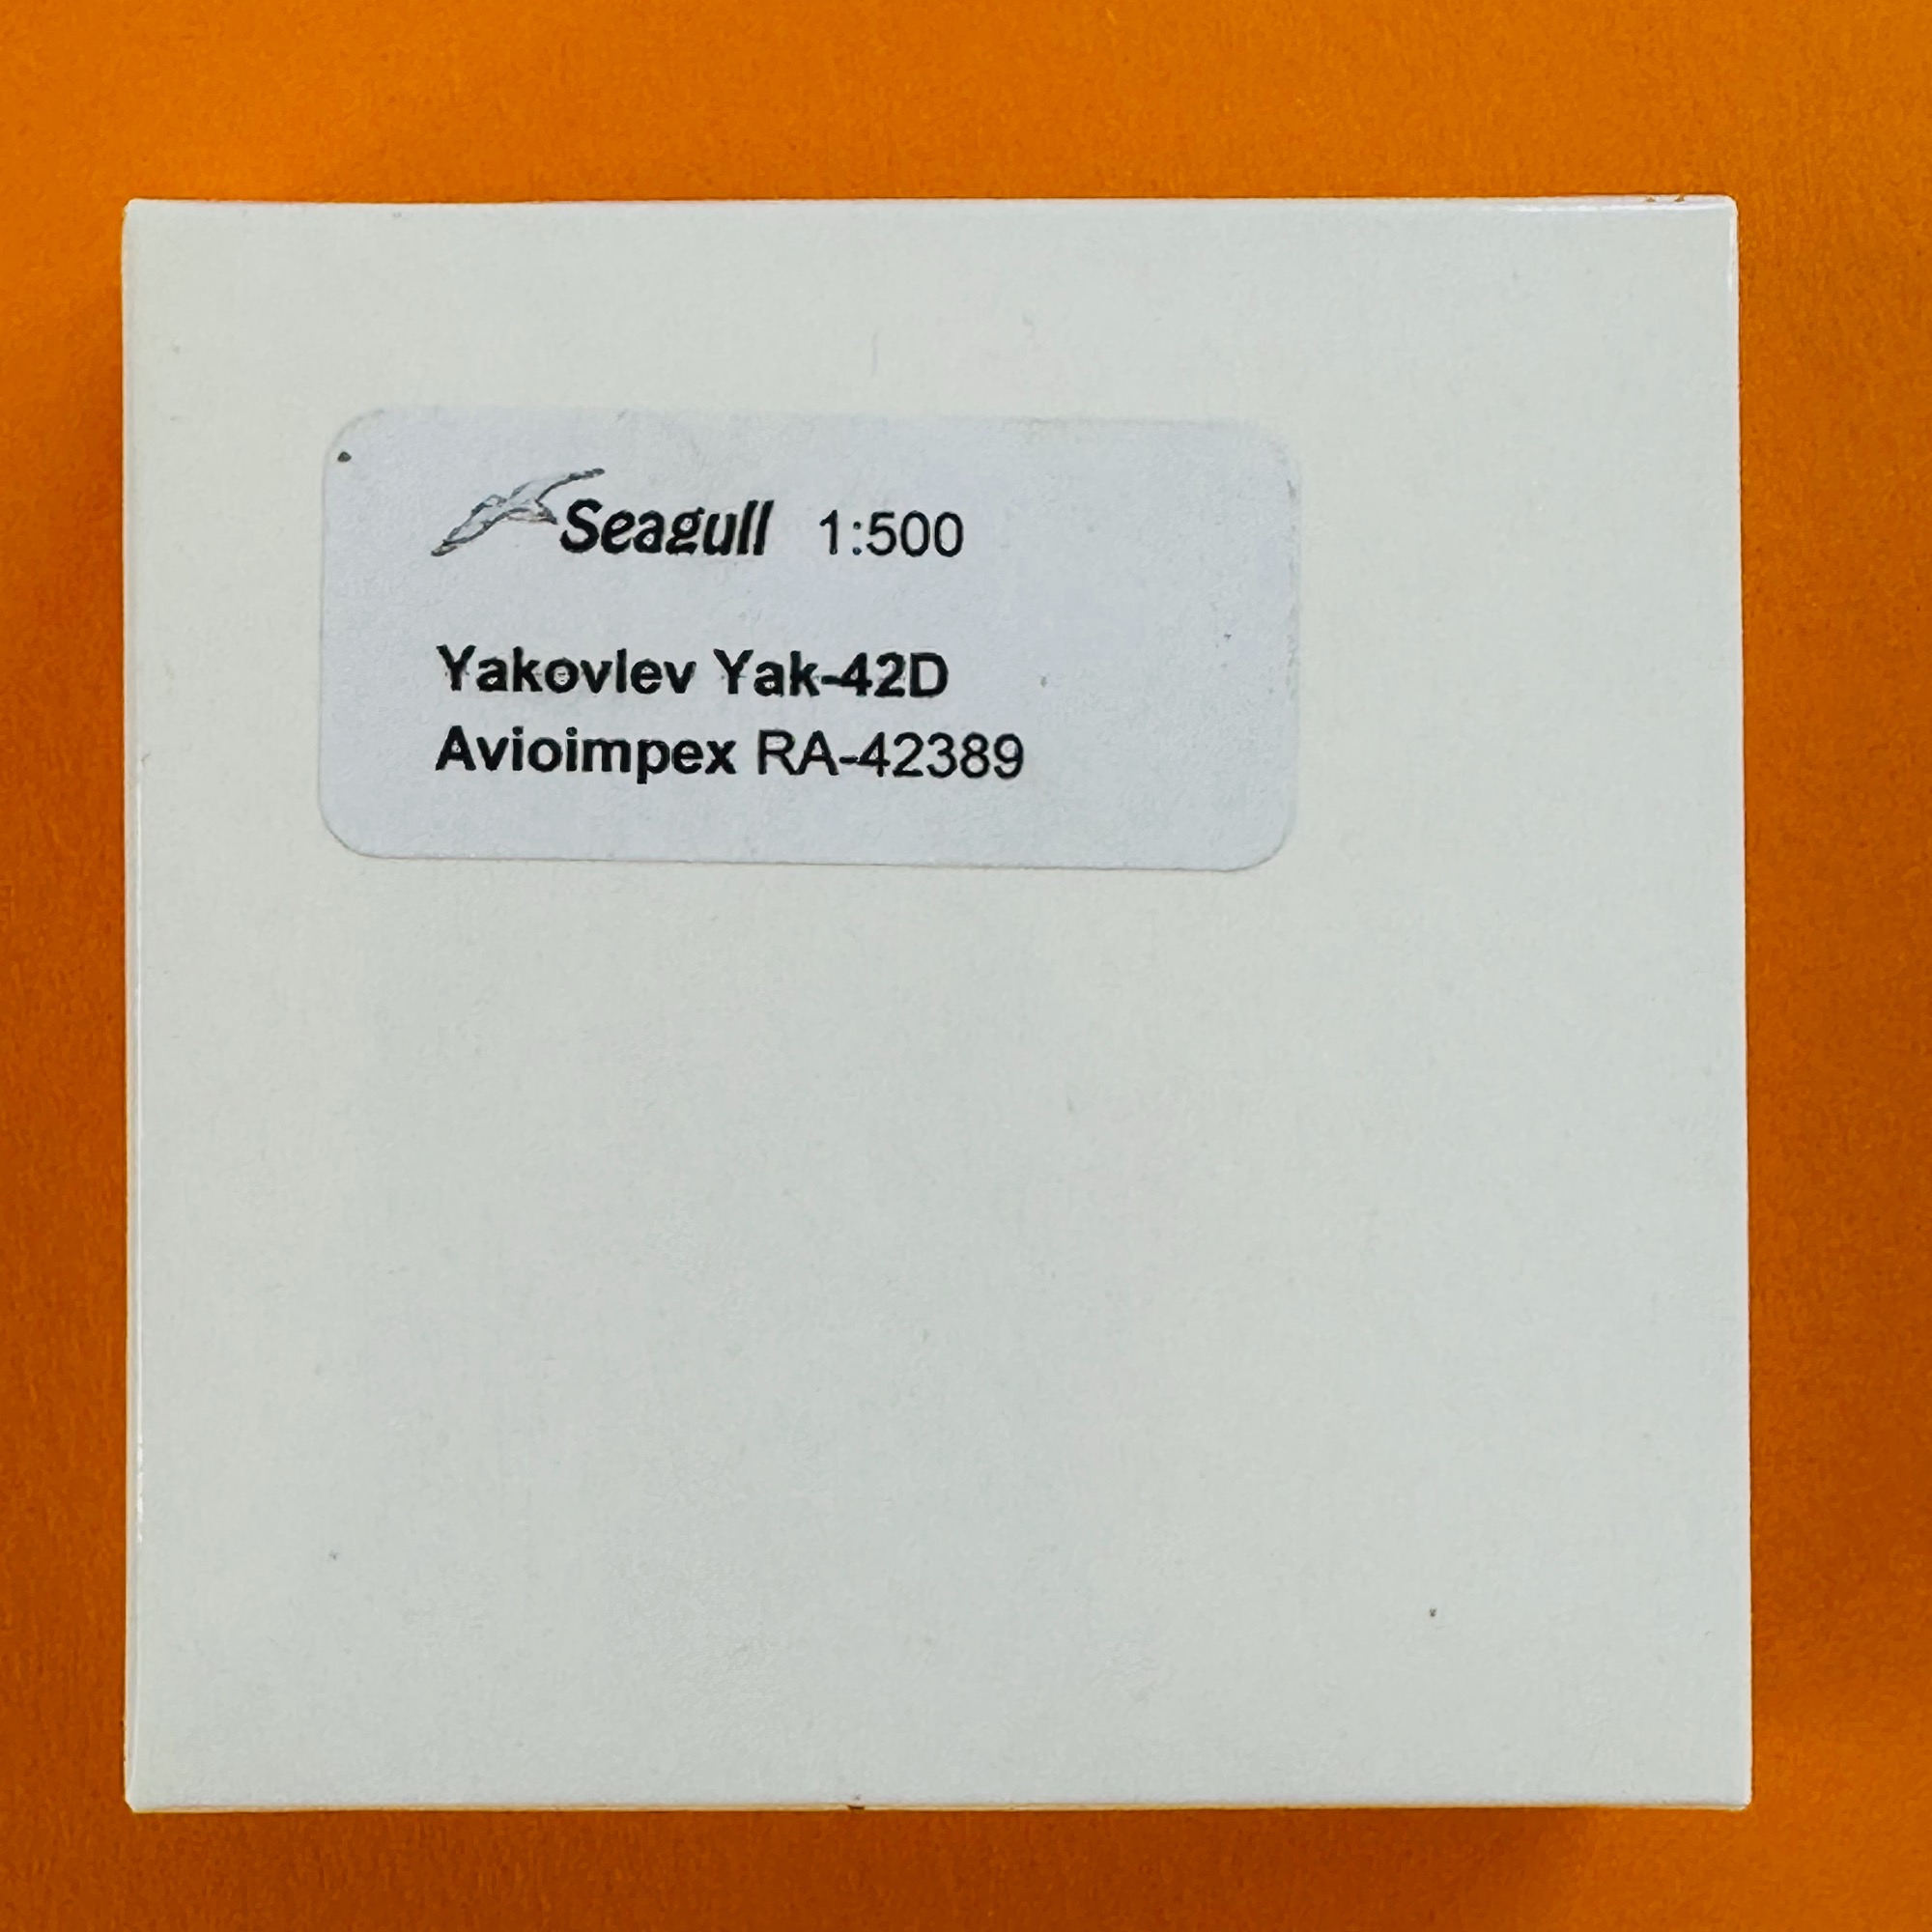 Seagull 1:500
Yakovlev Yak-42D
Avioimpex RA-42389